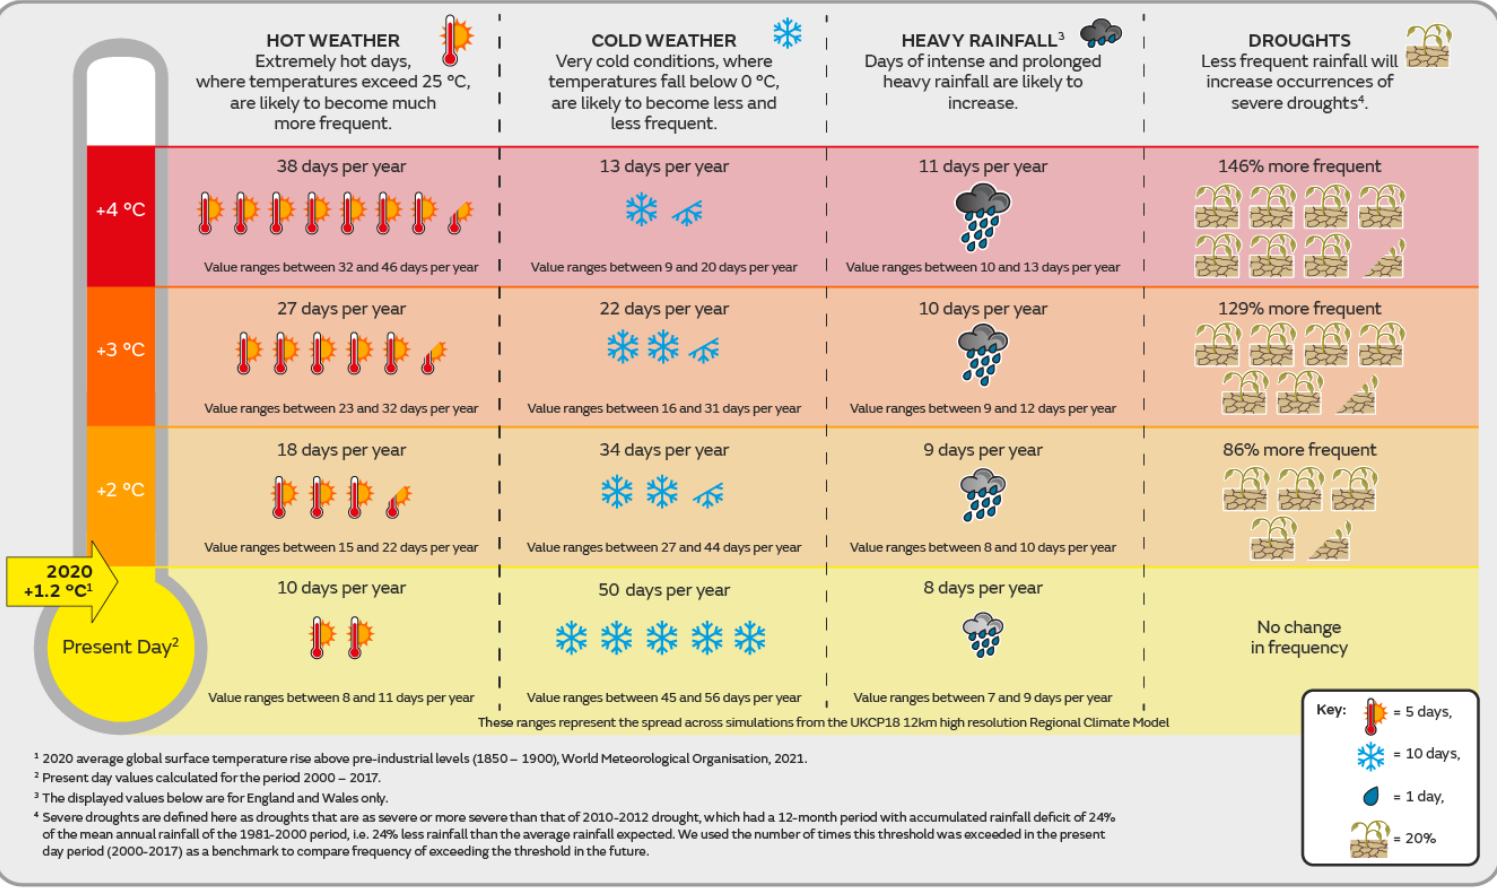 HOT WEATHER
Extremely hot days,
where temperatures exceed 25 °C,
are likely to become much
more frequent.
COLD WEATHER
Very cold conditions, where
temperatures fall below 0 °C,
are likely to become less and
less frequent.
HEAVY RAINFALL³
Days of intense and prolonged
heavy rainfall are likely to
increase.
DROUGHTS
Less frequent rainfall will
increase occurrences of
severe droughts⁴.
+4 °C
38 days per year
Value ranges between 32 and 46 days per year
13 days per year
Value ranges between 9 and 20 days per year
11 days per year
Value ranges between 10 and 13 days per year
146% more frequent
+3 °C
27 days per year
Value ranges between 23 and 32 days per year
22 days per year
Value ranges between 16 and 31 days per year
10 days per year
Value ranges between 9 and 12 days per year
129% more frequent
+2 °C
18 days per year
Value ranges between 15 and 22 days per year
34 days per year
Value ranges between 27 and 44 days per year
9 days per year
Value ranges between 8 and 10 days per year
86% more frequent
2020
+1.2 °C¹
Present Day²
10 days per year
Value ranges between 8 and 11 days per year
50 days per year
Value ranges between 45 and 56 days per year
8 days per year
Value ranges between 7 and 9 days per year
No change
in frequency
These ranges represent the spread across simulations from the UKCP18 12km high resolution Regional Climate Model
Key:
= 5 days,
= 10 days,
= 1 day,
= 20%
¹ 2020 average global surface temperature rise above pre-industrial levels (1850 – 1900), World Meteorological Organisation, 2021.
² Present day values calculated for the period 2000 – 2017.
³ The displayed values below are for England and Wales only.
⁴ Severe droughts are defined here as droughts that are as severe or more severe than that of 2010-2012 drought, which had a 12-month period with accumulated rainfall deficit of 24%
of the mean annual rainfall of the 1981-2000 period, i.e. 24% less rainfall than the average rainfall expected. We used the number of times this threshold was exceeded in the present
day period (2000-2017) as a benchmark to compare frequency of exceeding the threshold in the future.